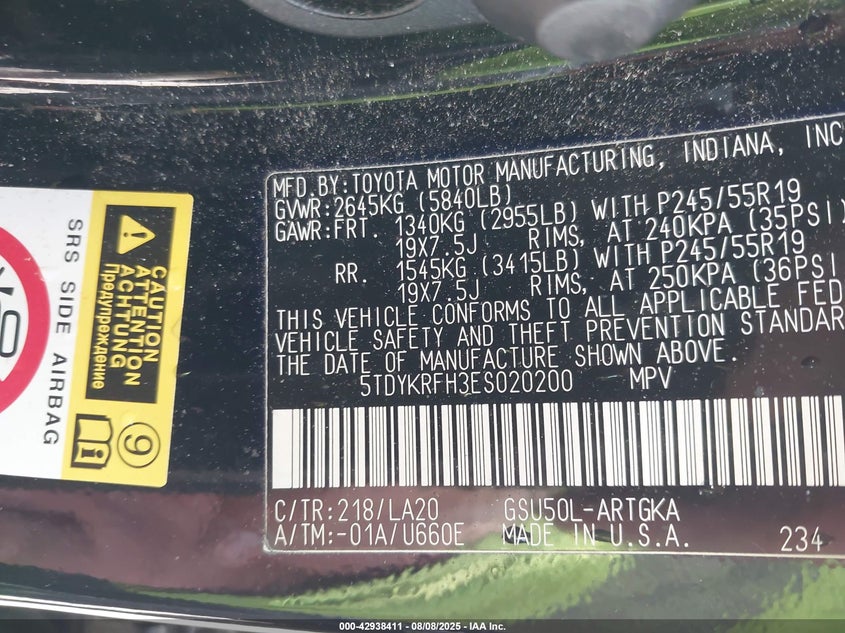 MFD.BY:TOYOTA MOTOR MANUFACTURING, INDIANA, INC
GVWR:2645KG (5840LB)
GAWR:FRT. 1340KG (2955LB) WITH P245/55R19
19X7.5J RIMS, AT 240KPA (35PSI)
RR. 1545KG (3415LB) WITH P245/55R19
19X7.5J RIMS, AT 250KPA (36PSI
THIS VEHICLE CONFORMS TO ALL APPLICABLE FED
VEHICLE SAFETY AND THEFT PREVENTION STANDAR
THE DATE OF MANUFACTURE SHOWN ABOVE.
5TDYKRFH3ES020200 MPV
C/TR:218/LA20 GSU50L-ARTGKA
A/TM:-01A/U660E MADE IN U.S.A. 234
SRS SIDE AIRBAG
CAUTION
ATTENTION
ACHTUNG
Предупреждение
9
000-42938411 - 08/08/2025 - IAA Inc.